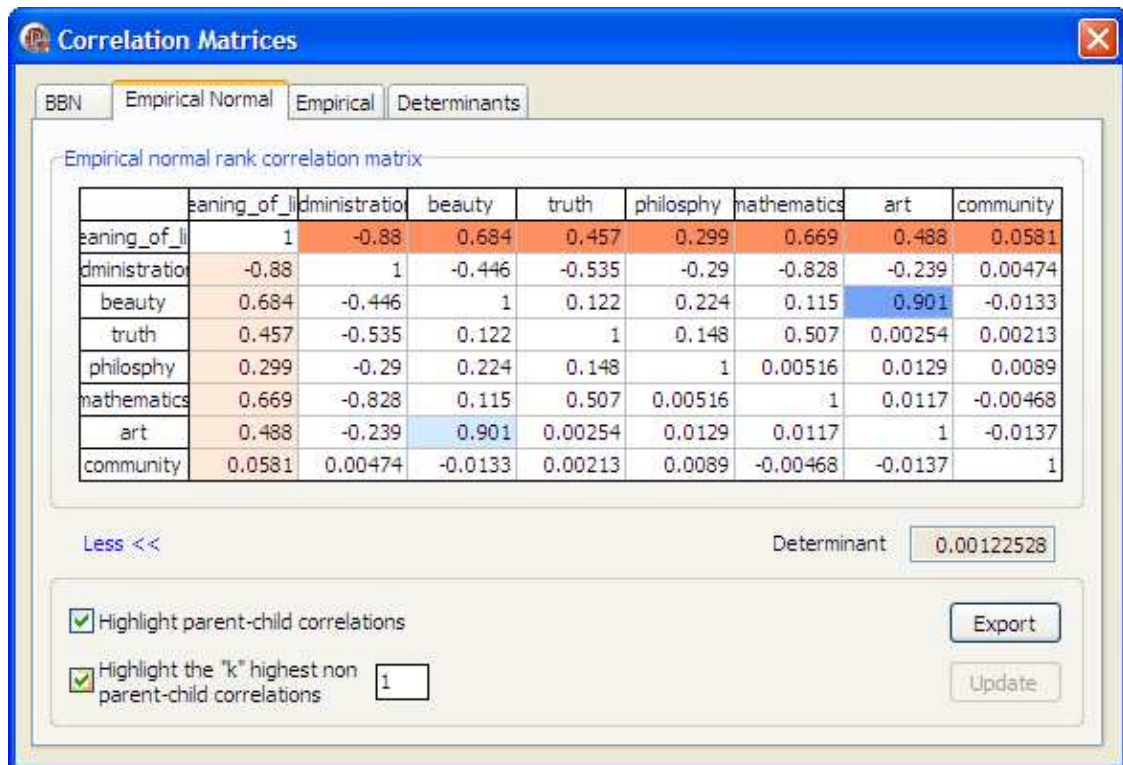 Correlation Matrices
BBN Empirical Normal Empirical Determinants
Empirical normal rank correlation matrix
eaning_of_li dministration beauty truth philosphy mathematics art community
eaning_of_li 1 -0.88 0.684 0.457 0.299 0.669 0.488 0.0581
dministration -0.88 1 -0.446 -0.535 -0.29 -0.828 -0.239 0.00474
beauty 0.684 -0.446 1 0.122 0.224 0.115 0.901 -0.0133
truth 0.457 -0.535 0.122 1 0.148 0.507 0.00254 0.00213
philosphy 0.299 -0.29 0.224 0.148 1 0.00516 0.0129 0.0089
mathematics 0.669 -0.828 0.115 0.507 0.00516 1 0.0117 -0.00468
art 0.488 -0.239 0.901 0.00254 0.0129 0.0117 1 -0.0137
community 0.0581 0.00474 -0.0133 0.00213 0.0089 -0.00468 -0.0137 1
Less << Determinant 0.00122528
Highlight parent-child correlations Export
Highlight the "k" highest non
parent-child correlations 1 Update